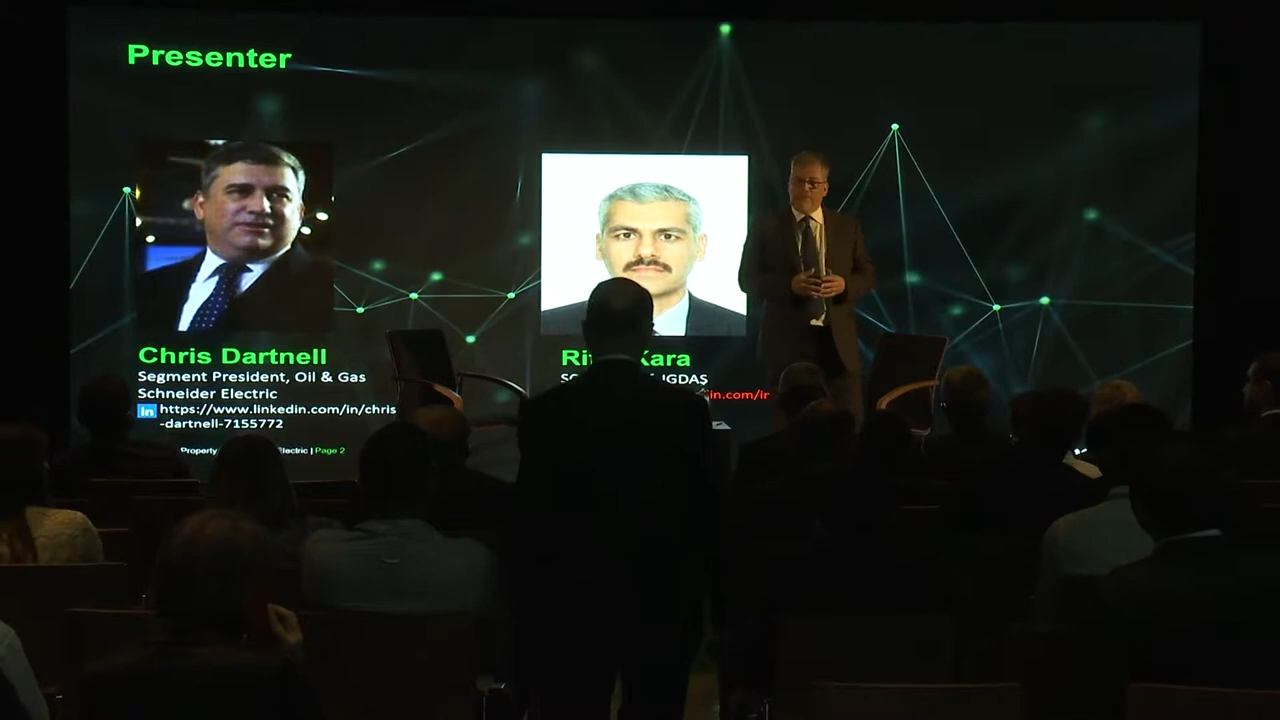 Presenter
Chris Dartnell
Segment President, Oil & Gas
Schneider Electric
in https://www.linkedin.com/in/chris
-dartnell-7155772
Kara
IGDAŞ
in.com/in
Property
Electric | Page 2